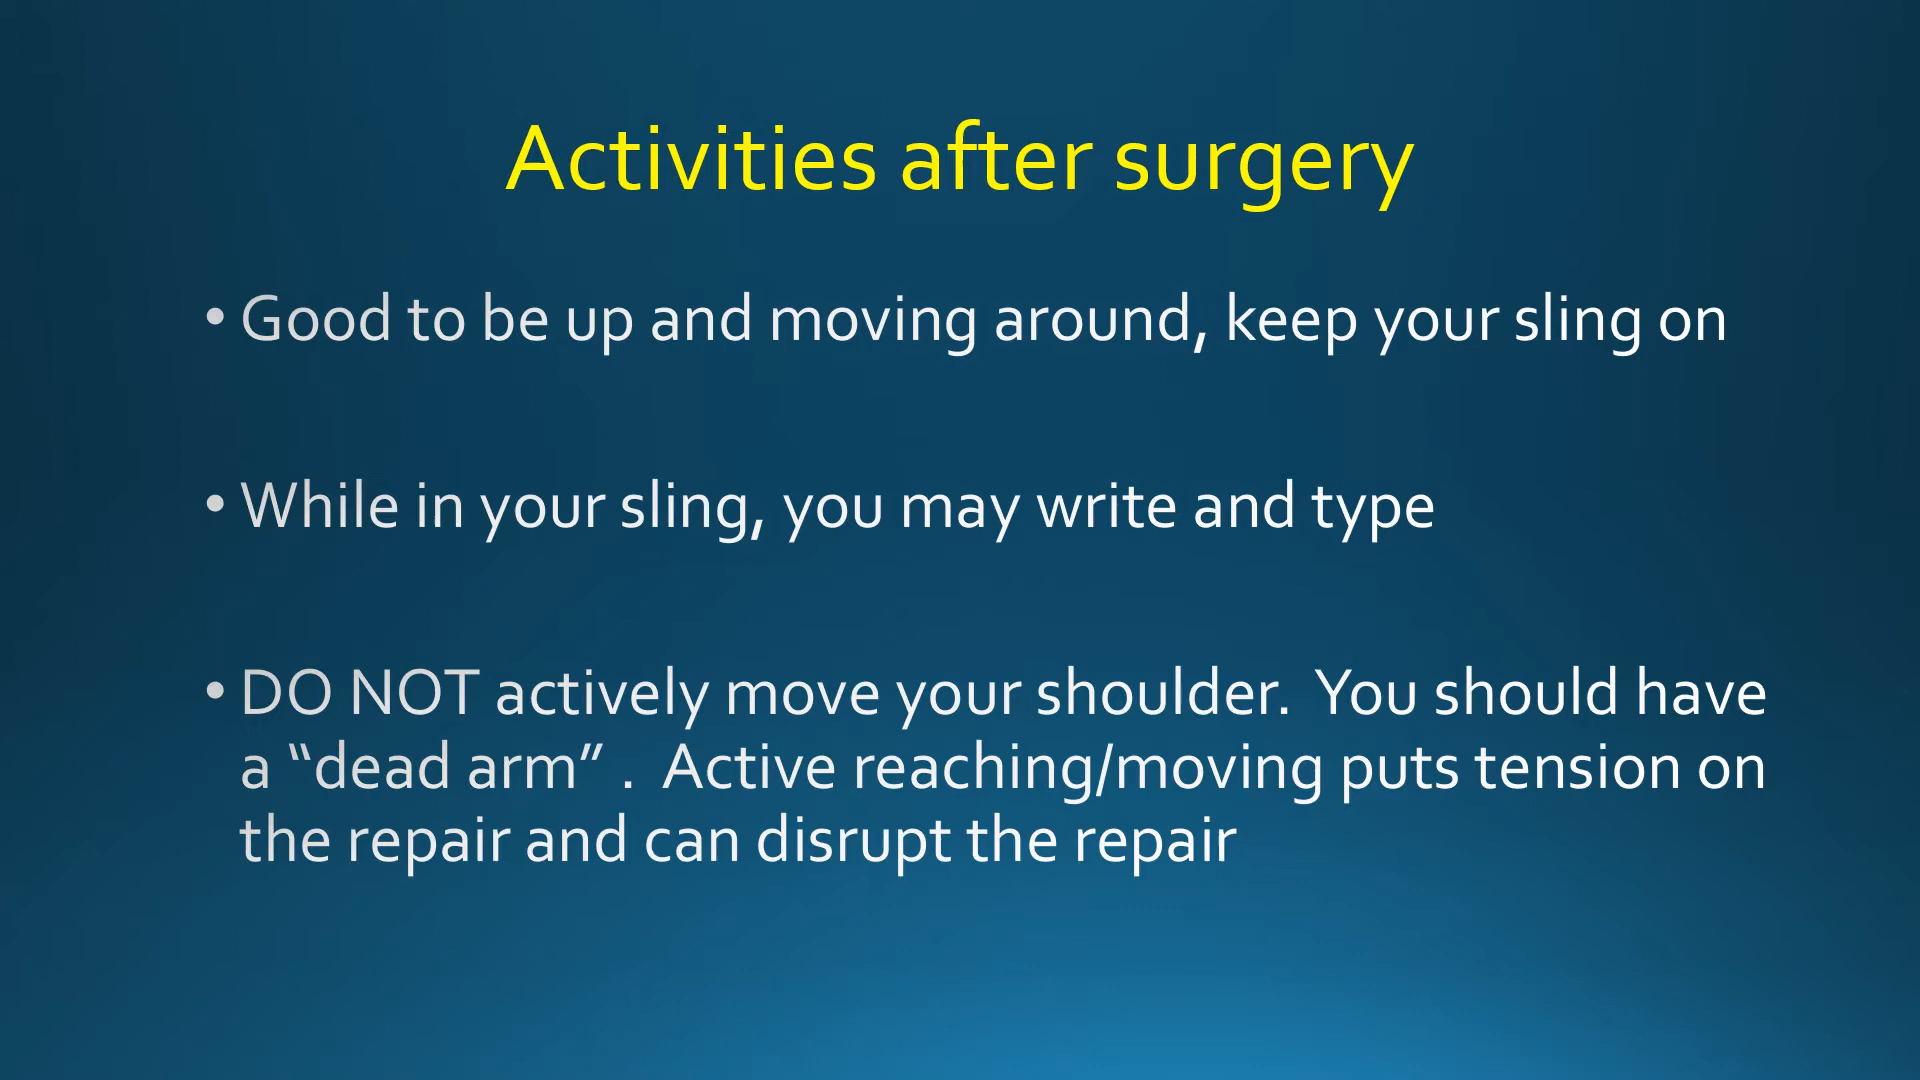 Activities after surgery
• Good to be up and moving around, keep your sling on
• While in your sling, you may write and type
• DO NOT actively move your shoulder.  You should have
a “dead arm” .  Active reaching/moving puts tension on
the repair and can disrupt the repair